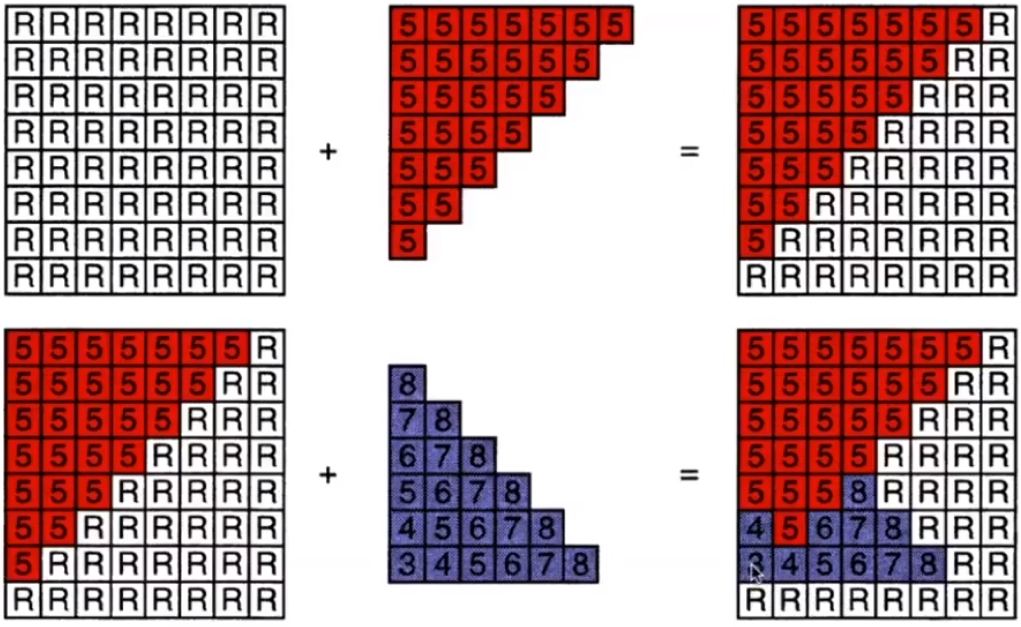 R R R R R R R R 5 5 5 5 5 5 5 5 5 5 5 5 5 5 R
R R R R R R R R 5 5 5 5 5 5 5 5 5 5 5 5 R R
R R R R R R R R 5 5 5 5 5 5 5 5 5 5 R R R
R R R R R R R R 5 5 5 5 5 5 5 5 R R R R
+ =
R R R R R R R R 5 5 5 5 5 5 R R R R R
R R R R R R R R 5 5 5 5 R R R R R R
R R R R R R R R 5 5 R R R R R R R
R R R R R R R R R R R R R R R R
5 5 5 5 5 5 5 R 5 5 5 5 5 5 5 R
5 5 5 5 5 5 R R 8 5 5 5 5 5 5 R R
5 5 5 5 5 R R R 7 8 5 5 5 5 5 R R R
5 5 5 5 R R R R 6 7 8 5 5 5 5 R R R R
+ =
5 5 5 R R R R R 5 6 7 8 5 5 5 8 R R R R
5 5 R R R R R R 4 5 6 7 8 4 5 6 7 8 R R R
5 R R R R R R R 3 4 5 6 7 8 3 4 5 6 7 8 R R
R R R R R R R R R R R R R R R R